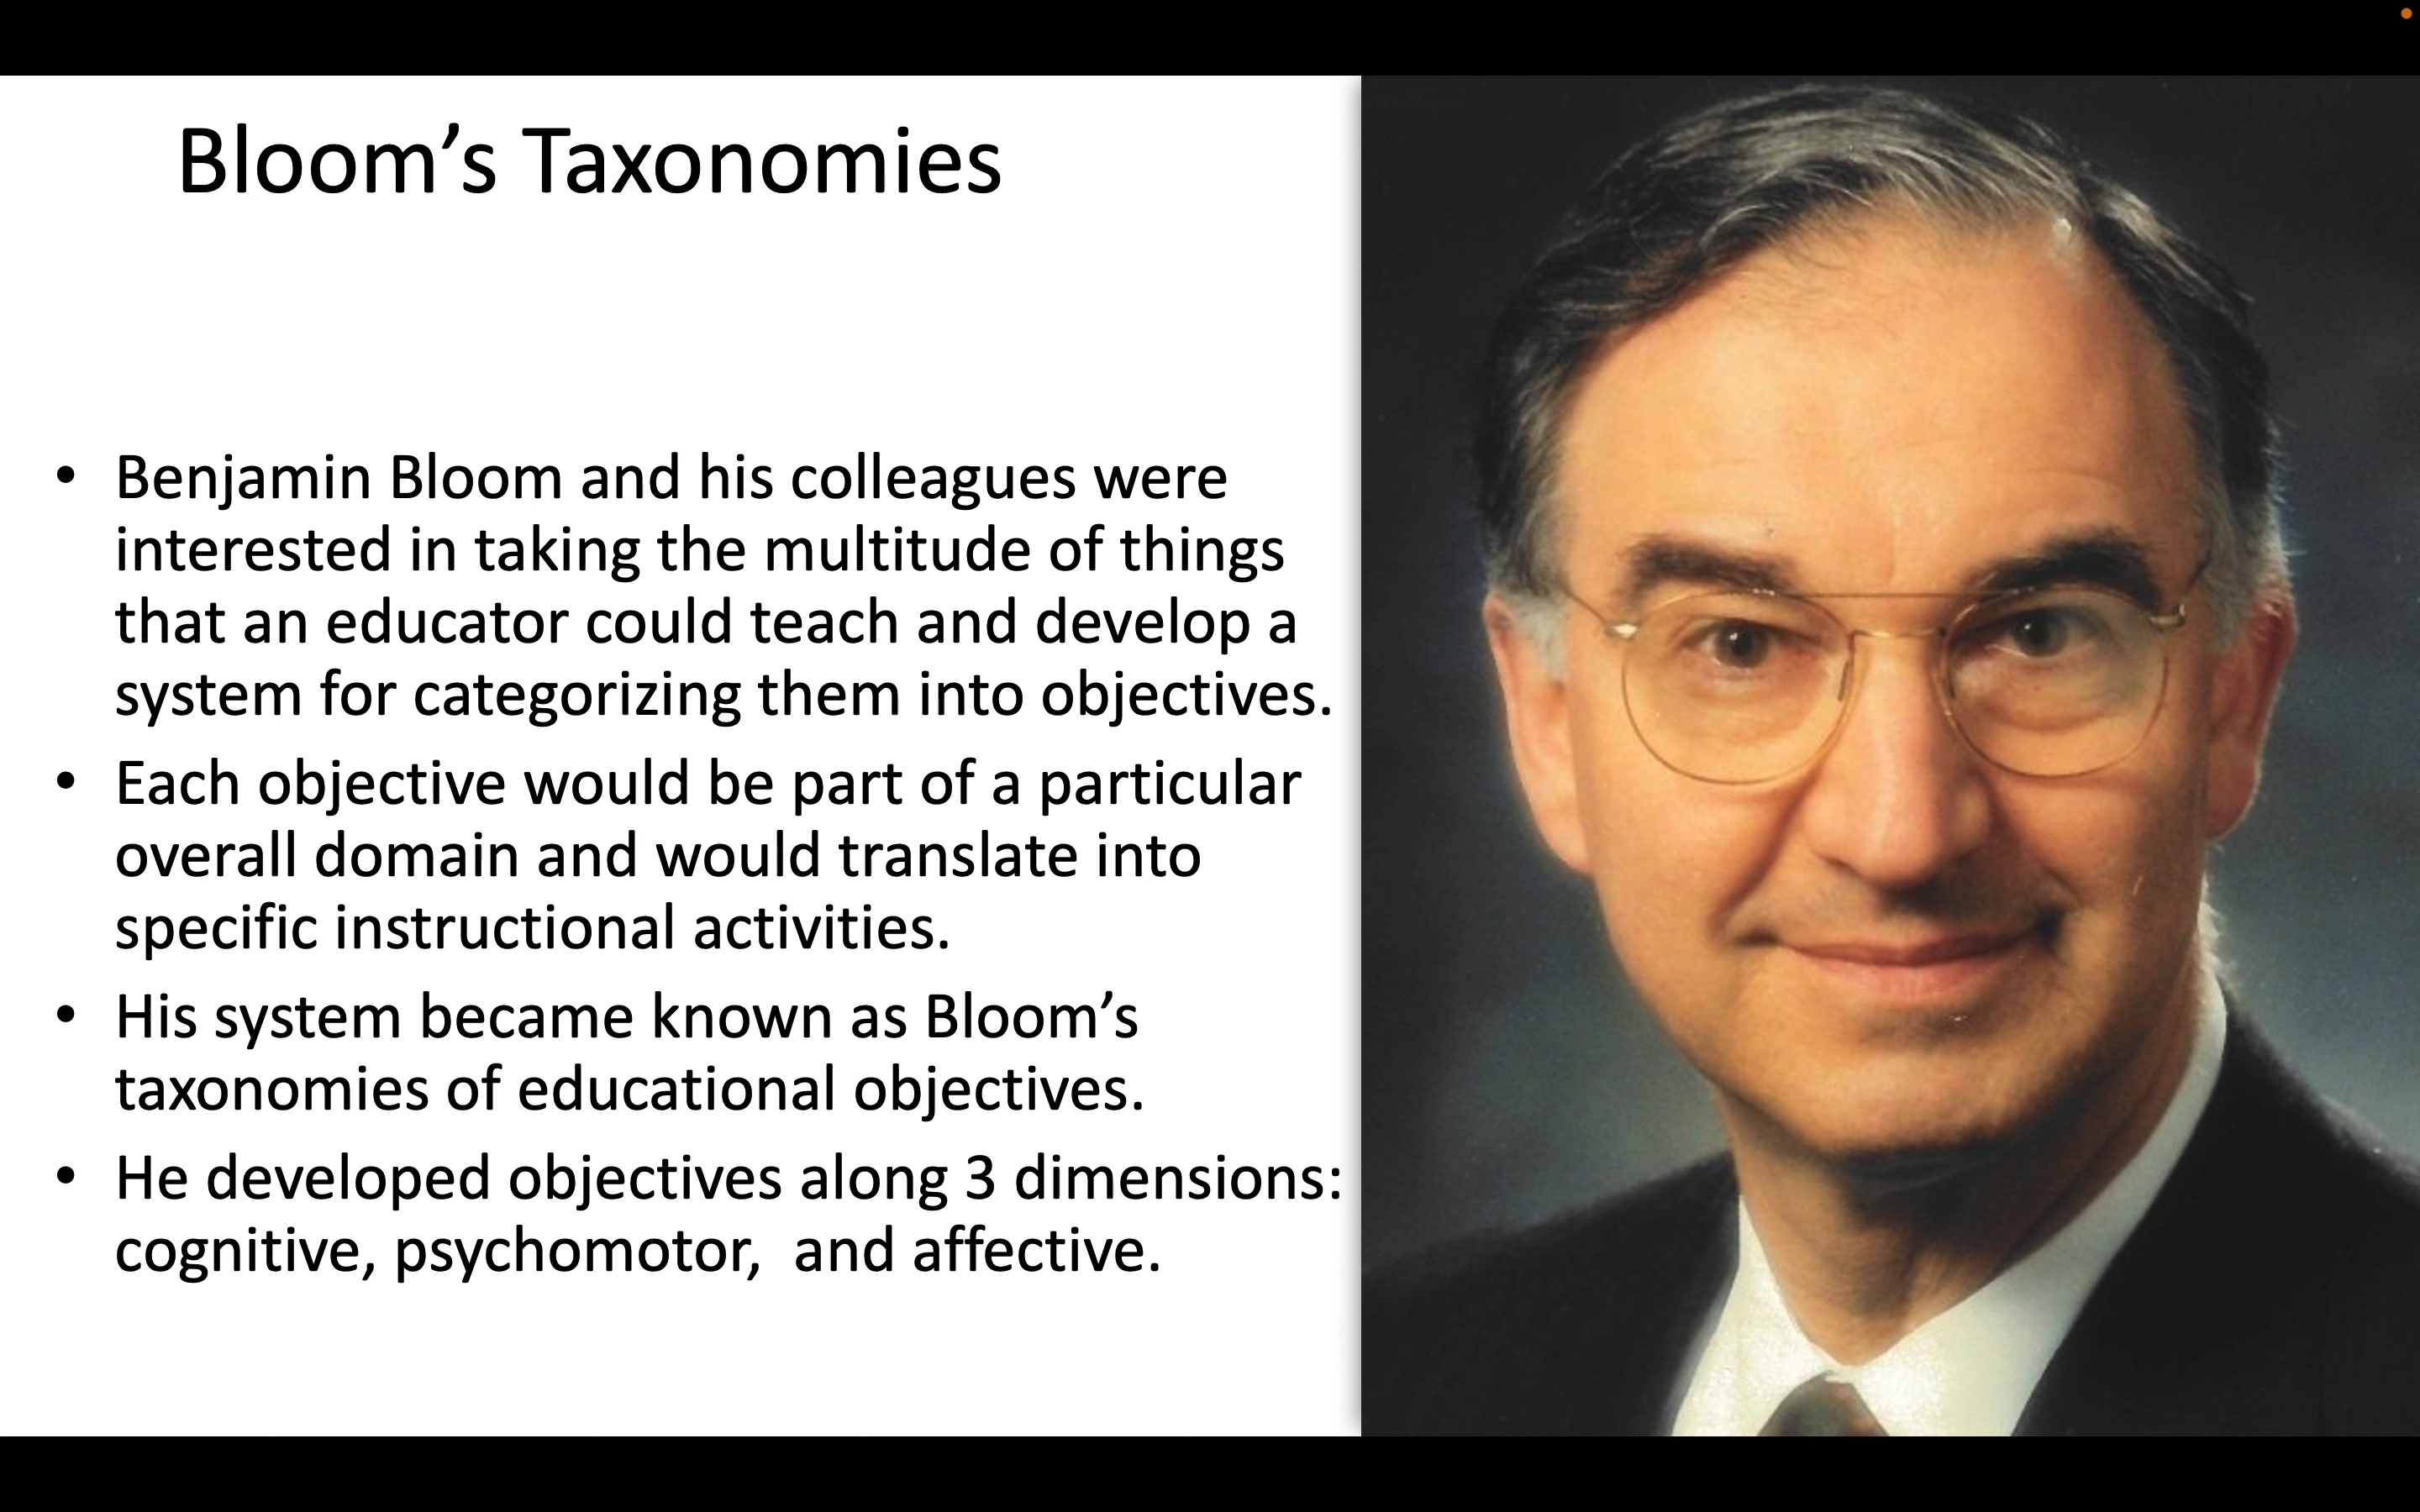 Bloom’s Taxonomies
• Benjamin Bloom and his colleagues were
interested in taking the multitude of things
that an educator could teach and develop a
system for categorizing them into objectives.
• Each objective would be part of a particular
overall domain and would translate into
specific instructional activities.
• His system became known as Bloom’s
taxonomies of educational objectives.
• He developed objectives along 3 dimensions:
cognitive, psychomotor,  and affective.